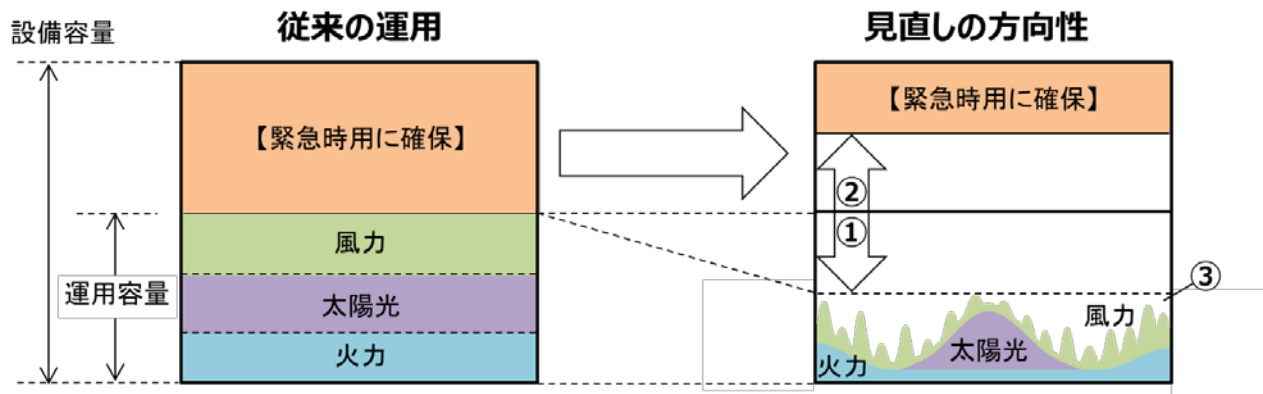 従来の運用
見直しの方向性
設備容量
【緊急時用に確保】
風力
太陽光
火力
運用容量
【緊急時用に確保】
②
①
③
風力
太陽光
火力